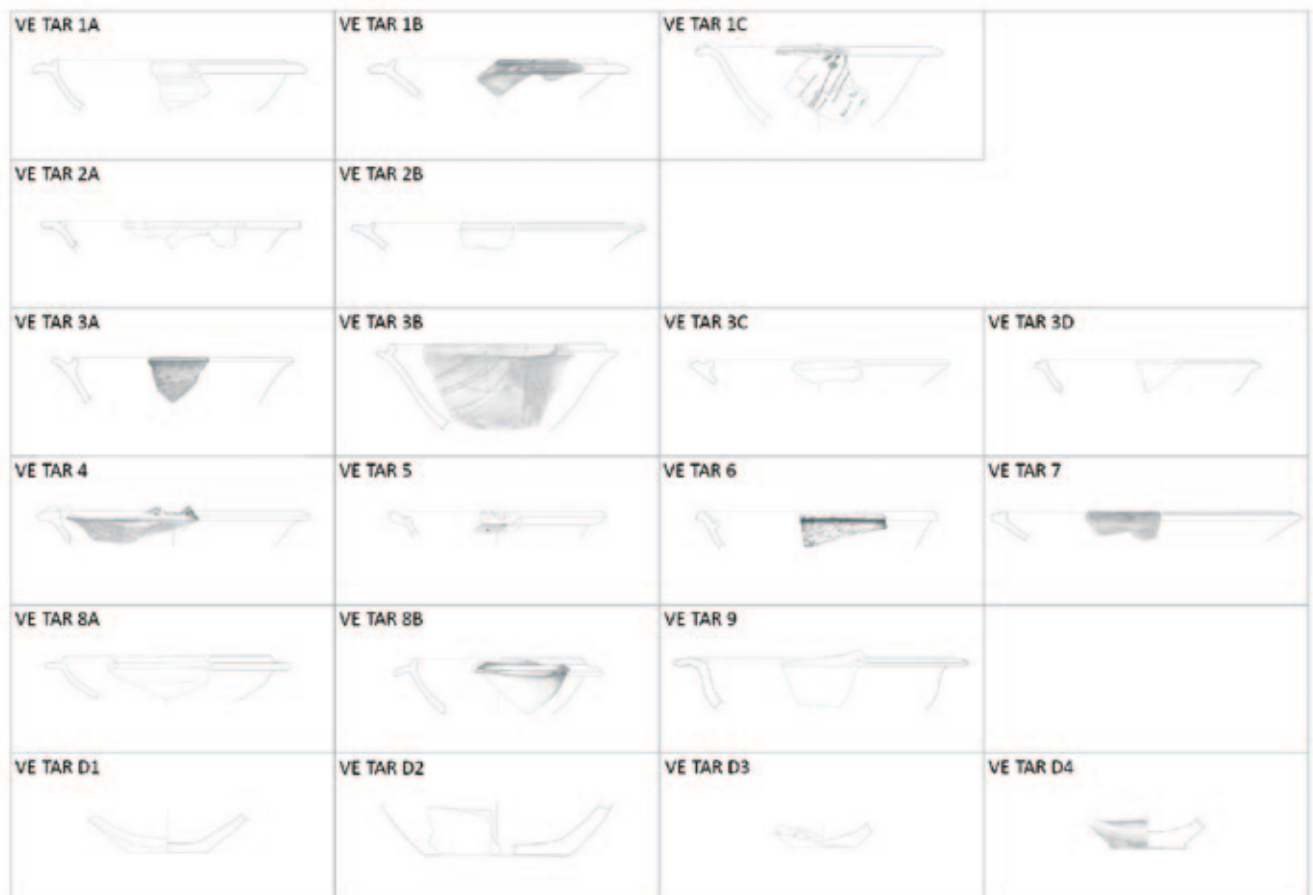 VE TAR 1A
VE TAR 1B
VE TAR 1C
VE TAR 2A
VE TAR 2B
VE TAR 3A
VE TAR 3B
VE TAR 3C
VE TAR 3D
VE TAR 4
VE TAR 5
VE TAR 6
VE TAR 7
VE TAR 8A
VE TAR 8B
VE TAR 9
VE TAR D1
VE TAR D2
VE TAR D3
VE TAR D4